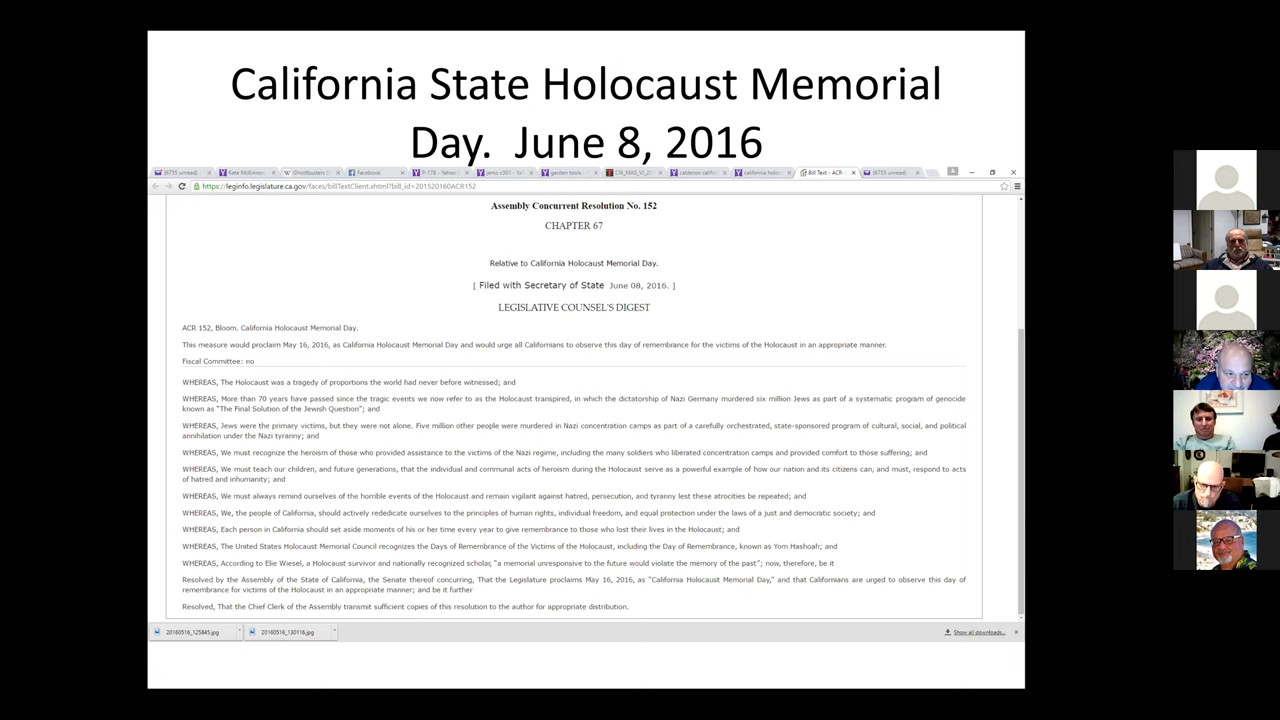 California State Holocaust Memorial
Day. June 8, 2016
(6755 unread)
Kate McKinnon
Ghostbusters
Facebook
P-178 - Yahoo
garden tools
calderon califor
california holoc
Bill Text - ACR-
(6755 unread)
https://leginfo.legislature.ca.gov/faces/billTextClient.xhtml?bill_id=201520160ACR152
Assembly Concurrent Resolution No. 152
CHAPTER 67
Relative to California Holocaust Memorial Day.
[ Filed with Secretary of State June 08, 2016. ]
LEGISLATIVE COUNSEL'S DIGEST
ACR 152, Bloom. California Holocaust Memorial Day.
This measure would proclaim May 16, 2016, as California Holocaust Memorial Day and would urge all Californians to observe this day of remembrance for the victims of the Holocaust in an appropriate manner.
Fiscal Committee: no
WHEREAS, The Holocaust was a tragedy of proportions the world had never before witnessed; and
WHEREAS, More than 70 years have passed since the tragic events we now refer to as the Holocaust transpired, in which the dictatorship of Nazi Germany murdered six million Jews as part of a systematic program of genocide
known as "The Final Solution of the Jewish Question"; and
WHEREAS, Jews were the primary victims, but they were not alone. Five million other people were murdered in Nazi concentration camps as part of a carefully orchestrated, state-sponsored program of cultural, social, and political
annihilation under the Nazi tyranny; and
WHEREAS, We must recognize the heroism of those who provided assistance to the victims of the Nazi regime, including the many soldiers who liberated concentration camps and provided comfort to those suffering; and
WHEREAS, We must teach our children, and future generations, that the individual and communal acts of heroism during the Holocaust serve as a powerful example of how our nation and its citizens can, and must, respond to acts
of hatred and inhumanity; and
WHEREAS, We must always remind ourselves of the horrible events of the Holocaust and remain vigilant against hatred, persecution, and tyranny lest these atrocities be repeated; and
WHEREAS, We, the people of California, should actively rededicate ourselves to the principles of human rights, individual freedom, and equal protection under the laws of a just and democratic society; and
WHEREAS, Each person in California should set aside moments of his or her time every year to give remembrance to those who lost their lives in the Holocaust; and
WHEREAS, The United States Holocaust Memorial Council recognizes the Days of Remembrance of the Victims of the Holocaust, including the Day of Remembrance, known as Yom Hashoah; and
WHEREAS, According to Elie Wiesel, a Holocaust survivor and nationally recognized scholar, "a memorial unresponsive to the future would violate the memory of the past"; now, therefore, be it
Resolved by the Assembly of the State of California, the Senate thereof concurring, That the Legislature proclaims May 16, 2016, as "California Holocaust Memorial Day," and that Californians are urged to observe this day of
remembrance for victims of the Holocaust in an appropriate manner; and be it further
Resolved, That the Chief Clerk of the Assembly transmit sufficient copies of this resolution to the author for appropriate distribution.
20160516_125845.jpg
20160516_130116.jpg
Show all downloads...